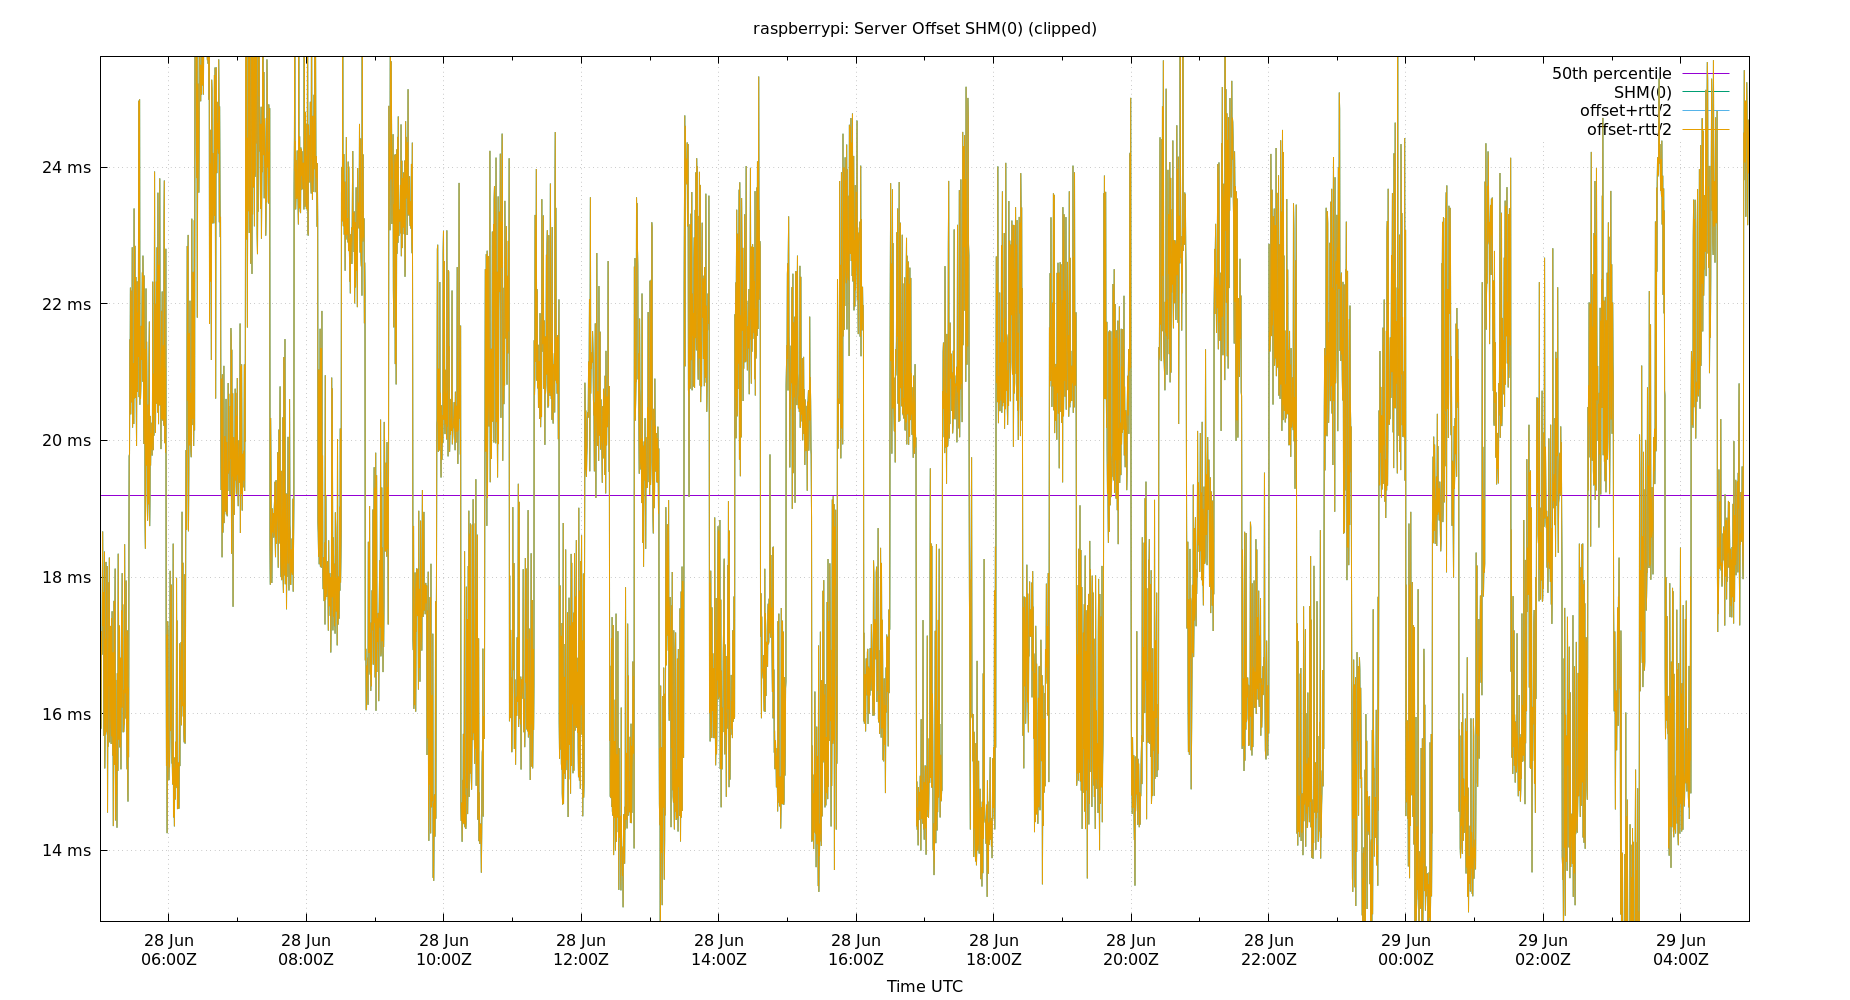 raspberrypi: Server Offset SHM(0) (clipped)
50th percentile
SHM(0)
offset+rtt/2
offset-rtt/2
24 ms
22 ms
20 ms
18 ms
16 ms
14 ms
28 Jun 28 Jun 28 Jun 28 Jun 28 Jun 28 Jun 28 Jun 28 Jun 28 Jun 29 Jun 29 Jun 29 Jun
06:00Z 08:00Z 10:00Z 12:00Z 14:00Z 16:00Z 18:00Z 20:00Z 22:00Z 00:00Z 02:00Z 04:00Z
Time UTC